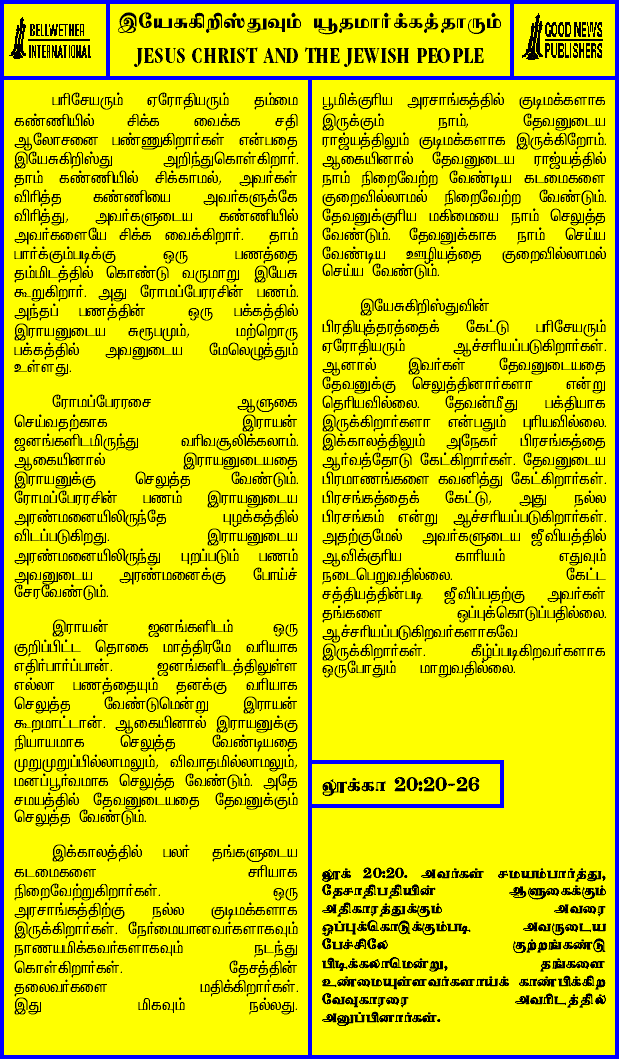 BELLWETHER
INTERNATIONAL
இயேசுகிறிஸ்துவும் யூதமார்க்கத்தாரும்
JESUS CHRIST AND THE JEWISH PEOPLE
GOOD NEWS
PUBLISHERS
பரிசேயரும் ஏரோதியரும் தம்மை
கண்ணியில் சிக்க வைக்க சதி
ஆலோசனை பண்ணுகிறார்கள் என்பதை
இயேசுகிறிஸ்து அறிந்துகொள்கிறார்.
தாம் கண்ணியில் சிக்காமல், அவர்கள்
விரித்த கண்ணியை அவர்களுக்கே
விரித்து, அவர்களுடைய கண்ணியில்
அவர்களையே சிக்க வைக்கிறார். தாம்
பார்க்கும்படிக்கு ஒரு பணத்தை
தம்மிடத்தில் கொண்டு வருமாறு இயேசு
கூறுகிறார். அது ரோமப்பேரரசின் பணம்.
அந்தப் பணத்தின் ஒரு பக்கத்தில்
இராயனுடைய சுரூபமும், மற்றொரு
பக்கத்தில் அவனுடைய மேலெழுத்தும்
உள்ளது.
ரோமப்பேரரசை ஆளுகை
செய்வதற்காக இராயன்
ஜனங்களிடமிருந்து வரிவசூலிக்கலாம்.
ஆகையினால் இராயனுடையதை
இராயனுக்கு செலுத்த வேண்டும்.
ரோமப்பேரரசின் பணம் இராயனுடைய
அரண்மனையிலிருந்தே புழக்கத்தில்
விடப்படுகிறது. இராயனுடைய
அரண்மனையிலிருந்து புறப்படும் பணம்
அவனுடைய அரண்மனைக்கு போய்ச்
சேரவேண்டும்.
இராயன் ஜனங்களிடம் ஒரு
குறிப்பிட்ட தொகை மாத்திரமே வரியாக
எதிர்பார்ப்பான். ஜனங்களிடத்திலுள்ள
எல்லா பணத்தையும் தனக்கு வரியாக
செலுத்த வேண்டுமென்று இராயன்
கூறமாட்டான். ஆகையினால் இராயனுக்கு
நியாயமாக செலுத்த வேண்டியதை
முறுமுறுப்பில்லாமலும், விவாதமில்லாமலும்,
மனப்பூர்வமாக செலுத்த வேண்டும். அதே
சமயத்தில் தேவனுடையதை தேவனுக்கும்
செலுத்த வேண்டும்.
இக்காலத்தில் பலர் தங்களுடைய
கடமைகளை சரியாக
நிறைவேற்றுகிறார்கள். ஒரு
அரசாங்கத்திற்கு நல்ல குடிமக்களாக
இருக்கிறார்கள். நேர்மையானவர்களாகவும்
நாணயமிக்கவர்களாகவும் நடந்து
கொள்கிறார்கள். தேசத்தின்
தலைவர்களை மதிக்கிறார்கள்.
இது மிகவும் நல்லது.
பூமிக்குரிய அரசாங்கத்தில் குடிமக்களாக
இருக்கும் நாம், தேவனுடைய
ராஜ்யத்திலும் குடிமக்களாக இருக்கிறோம்.
ஆகையினால் தேவனுடைய ராஜ்யத்தில்
நாம் நிறைவேற்ற வேண்டிய கடமைகளை
குறைவில்லாமல் நிறைவேற்ற வேண்டும்.
தேவனுக்குரிய மகிமையை நாம் செலுத்த
வேண்டும். தேவனுக்காக நாம் செய்ய
வேண்டிய ஊழியத்தை குறைவில்லாமல்
செய்ய வேண்டும்.
இயேசுகிறிஸ்துவின்
பிரதியுத்தரத்தைக் கேட்டு பரிசேயரும்
ஏரோதியரும் ஆச்சரியப்படுகிறார்கள்.
ஆனால் இவர்கள் தேவனுடையதை
தேவனுக்கு செலுத்தினார்களா என்று
தெரியவில்லை. தேவன்மீது பக்தியாக
இருக்கிறார்களா என்பதும் புரியவில்லை.
இக்காலத்திலும் அநேகர் பிரசங்கத்தை
ஆர்வத்தோடு கேட்கிறார்கள். தேவனுடைய
பிரமாணங்களை கவனித்து கேட்கிறார்கள்.
பிரசங்கத்தைக் கேட்டு, அது நல்ல
பிரசங்கம் என்று ஆச்சரியப்படுகிறார்கள்.
அதற்குமேல் அவர்களுடைய ஜீவியத்தில்
ஆவிக்குரிய காரியம் எதுவும்
நடைபெறுவதில்லை. கேட்ட
சத்தியத்தின்படி ஜீவிப்பதற்கு அவர்கள்
தங்களை ஒப்புக்கொடுப்பதில்லை.
ஆச்சரியப்படுகிறவர்களாகவே
இருக்கிறார்கள். கீழ்ப்படிகிறவர்களாக
ஒருபோதும் மாறுவதில்லை.
லூக்கா 20:20-26
லூக் 20:20. அவர்கள் சமயம்பார்த்து,
தேசாதிபதியின் ஆளுகைக்கும்
அதிகாரத்துக்கும் அவரை
ஒப்புக்கொடுக்கும்படி அவருடைய
பேச்சிலே குற்றங்கண்டு
பிடிக்கலாமென்று, தங்களை
உண்மையுள்ளவர்களாய்க் காண்பிக்கிற
வேவுகாரரை அவரிடத்தில்
அனுப்பினார்கள்.